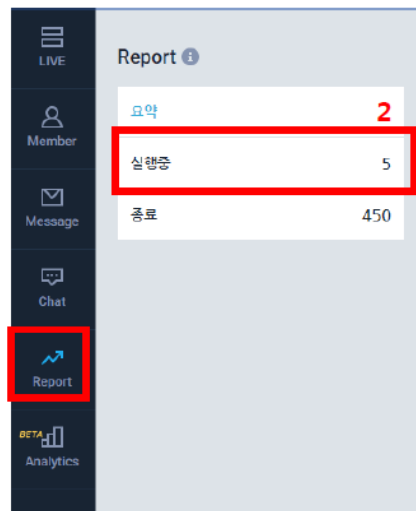 LIVE
Member
Message
Chat
Report
BETA
Analytics
Report
요약 2
실행중 5
종료 450